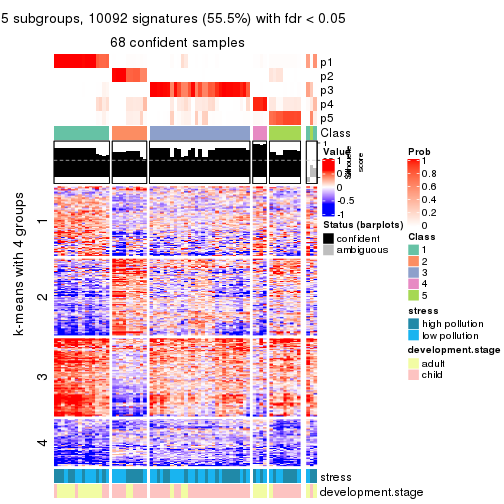 5 subgroups, 10092 signatures (55.5%) with fdr < 0.05
68 confident samples
p1
p2
p3
p4
p5
Class
1
Silhouette
score
Value
1
0.5
0
-0.5
-1
Status (barplots)
confident
ambiguous
Prob
1
0.8
0.6
0.4
0.2
0
Class
1
2
3
4
5
stress
high pollution
low pollution
development.stage
adult
child
k-means with 4 groups
1
2
3
4
stress
development.stage